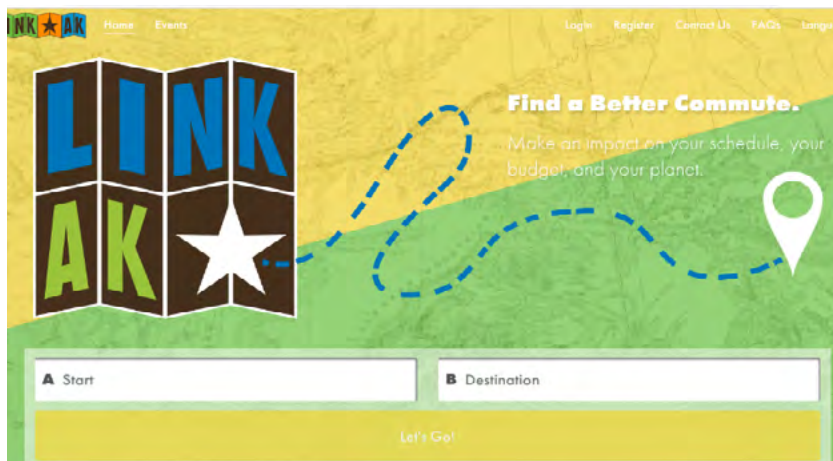 INK AK Home Events Login Register Contact Us FAQs
LINK
AK
Find a Better Commute.
Make an impact on your schedule, your
budget, and your planet.
A Start B Destination
Let's Go!